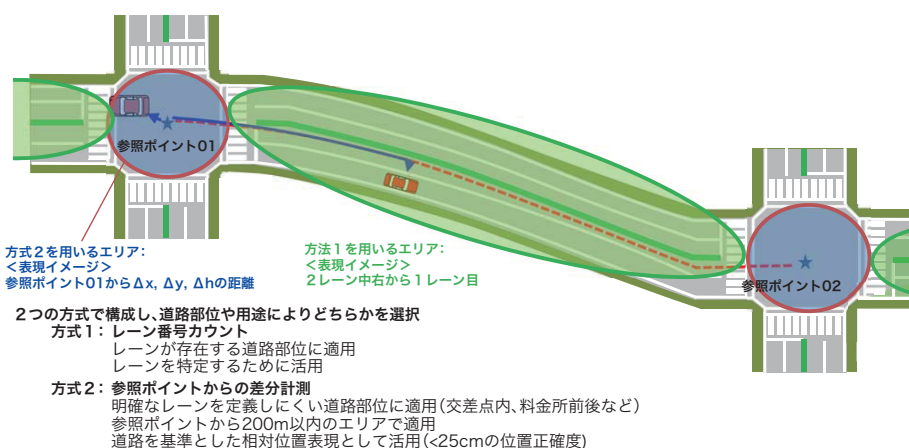 参照ポイント01
参照ポイント02
方式2を用いるエリア:
<表現イメージ>
参照ポイント01からΔx, Δy, Δhの距離
方法1を用いるエリア:
<表現イメージ>
2レーン中右から1レーン目
2つの方式で構成し、道路部位や用途によりどちらかを選択
方式1：レーン番号カウント
レーンが存在する道路部位に適用
レーンを特定するために活用
方式2：参照ポイントからの差分計測
明確なレーンを定義しにくい道路部位に適用(交差点内、料金所前後など)
参照ポイントから200m以内のエリアで適用
道路を基準とした相対位置表現として活用(<25cmの位置正確度)